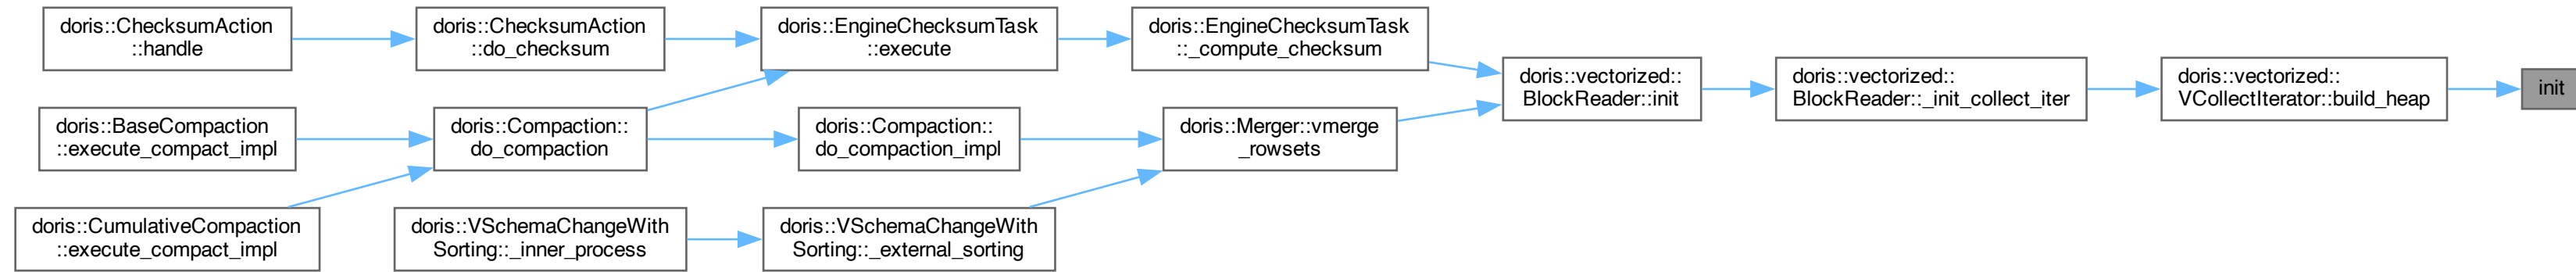 doris::ChecksumAction
::handle
doris::ChecksumAction
::do_checksum
doris::EngineChecksumTask
::execute
doris::EngineChecksumTask
::_compute_checksum
doris::vectorized::
BlockReader::init
doris::vectorized::
BlockReader::_init_collect_iter
doris::vectorized::
VCollectIterator::build_heap
init
doris::BaseCompaction
::execute_compact_impl
doris::Compaction::
do_compaction
doris::Compaction::
do_compaction_impl
doris::Merger::vmerge
_rowsets
doris::CumulativeCompaction
::execute_compact_impl
doris::VSchemaChangeWith
Sorting::_inner_process
doris::VSchemaChangeWith
Sorting::_external_sorting